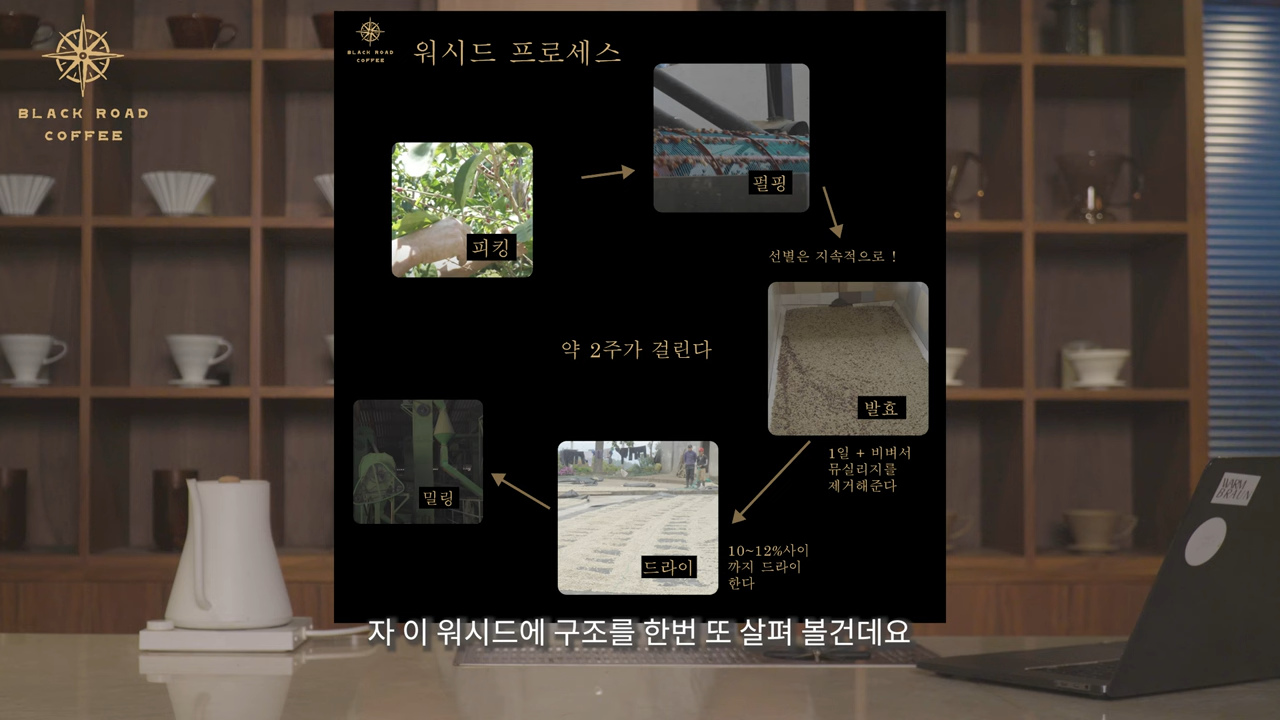 BLACK ROAD
COFFEE
BLACK ROAD
COFFEE
워시드 프로세스
피킹
펄핑
선별은 지속적으로 !
발효
1일 + 비벼서
뮤실리지를
제거해준다
약 2주가 걸린다
드라이
10~12%사이
까지 드라이
한다
밀링
WARM
BRAUN
자 이 워시드에 구조를 한번 또 살펴 볼건데요